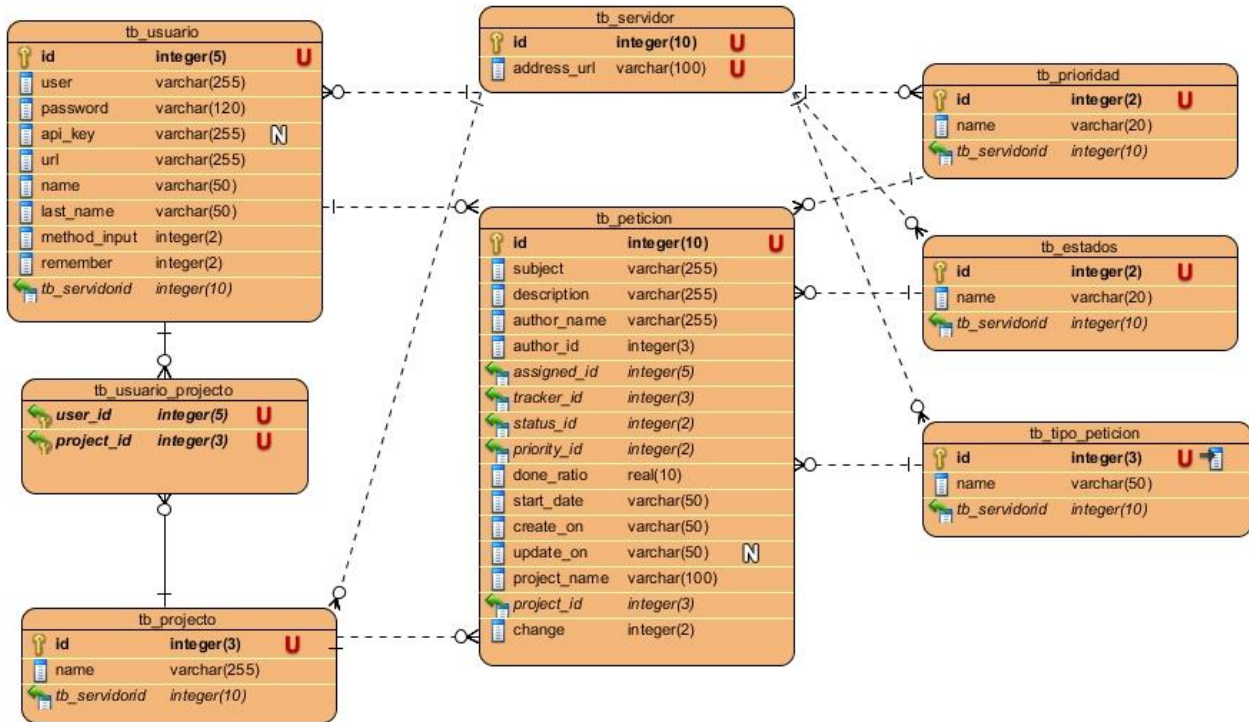 tb_usuario
id integer(5) U
user varchar(255)
password varchar(120)
api_key varchar(255) N
url varchar(255)
name varchar(50)
last_name varchar(50)
method_input integer(2)
remember integer(2)
tb_servidorid integer(10)
tb_servidor
id integer(10) U
address_url varchar(100) U
tb_prioridad
id integer(2) U
name varchar(20)
tb_servidorid integer(10)
tb_peticion
id integer(10) U
subject varchar(255)
description varchar(255)
author_name varchar(255)
author_id integer(3)
assigned_id integer(5)
tracker_id integer(3)
status_id integer(2)
priority_id integer(2)
done_ratio real(10)
start_date varchar(50)
create_on varchar(50)
update_on varchar(50) N
project_name varchar(100)
project_id integer(3)
change integer(2)
tb_estados
id integer(2) U
name varchar(20)
tb_servidorid integer(10)
tb_usuario_projecto
user_id integer(5) U
project_id integer(3) U
tb_tipo_peticion
id integer(3) U
name varchar(50)
tb_servidorid integer(10)
tb_projecto
id integer(3) U
name varchar(255)
tb_servidorid integer(10)